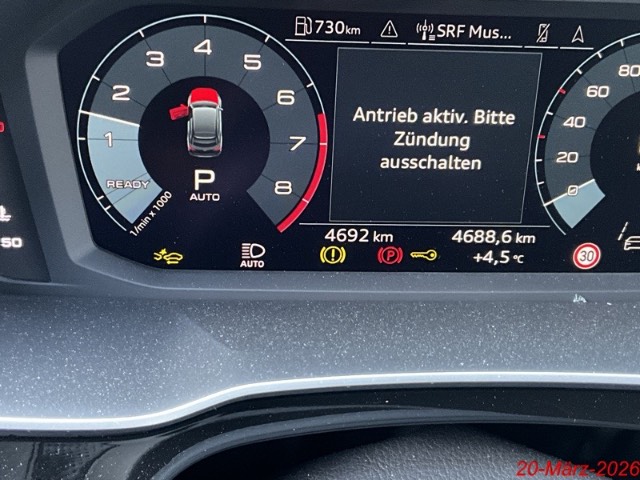 730km
SRF Mus...
1
2
3
4
5
6
7
8
READY
1/min x 1000
P
AUTO
Antrieb aktiv. Bitte
Zündung
ausschalten
80
60
40
20
0
4692 km
4688,6 km
AUTO
P
+4,5 °C
30
50
20-März-2026